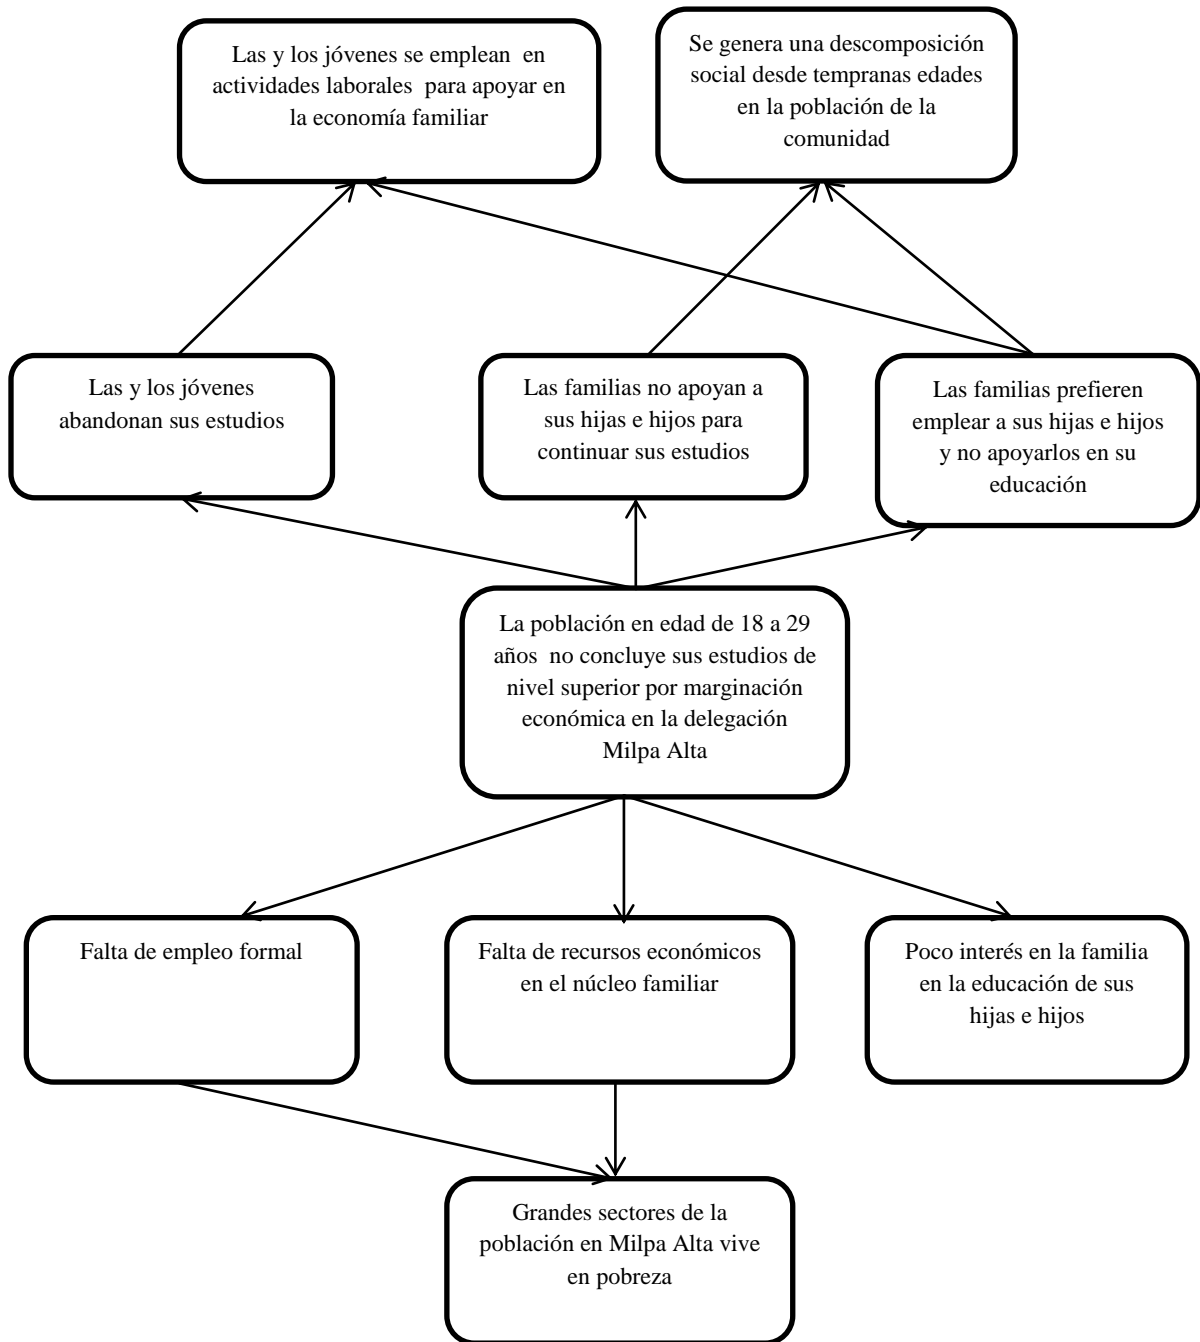 Las y los jóvenes se emplean en
actividades laborales para apoyar en
la economía familiar
Se genera una descomposición
social desde tempranas edades
en la población de la
comunidad
Las y los jóvenes
abandonan sus estudios
Las familias no apoyan a
sus hijas e hijos para
continuar sus estudios
Las familias prefieren
emplear a sus hijas e hijos
y no apoyarlos en su
educación
La población en edad de 18 a 29
años no concluye sus estudios de
nivel superior por marginación
económica en la delegación
Milpa Alta
Falta de empleo formal
Falta de recursos económicos
en el núcleo familiar
Poco interés en la familia
en la educación de sus
hijas e hijos
Grandes sectores de la
población en Milpa Alta vive
en pobreza